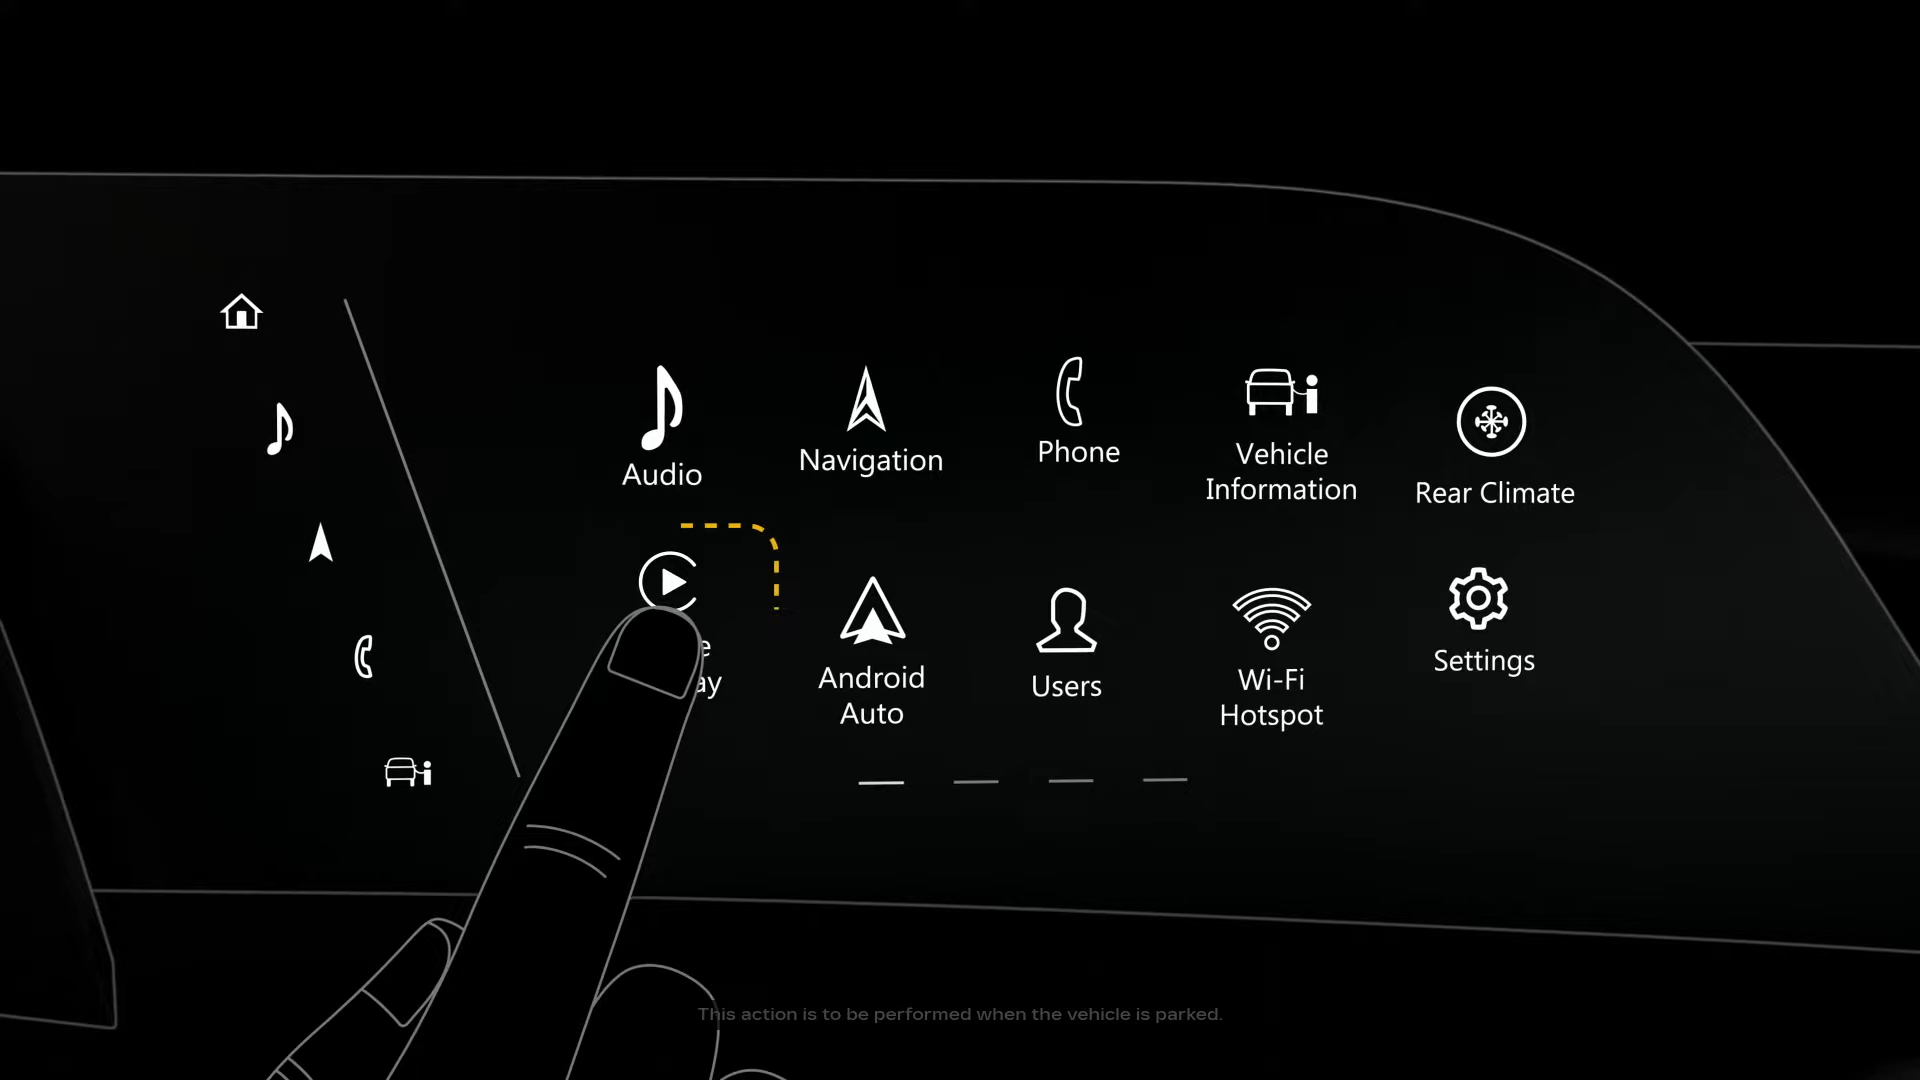 Audio
Navigation
Phone
Vehicle
Information
Rear Climate
Android
Auto
Users
Wi-Fi
Hotspot
Settings
This action is to be performed when the vehicle is parked.